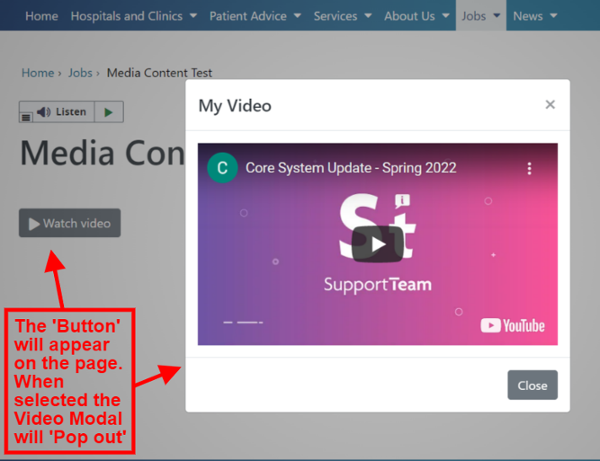 Home Hospitals and Clinics Patient Advice Services About Us Jobs News
Home › Jobs › Media Content Test
Listen
Media Con
Watch video
My Video ×
C Core System Update - Spring 2022
St
SupportTeam
YouTube
Close
The 'Button'
will appear
on the page.
When
selected the
Video Modal
will 'Pop out'